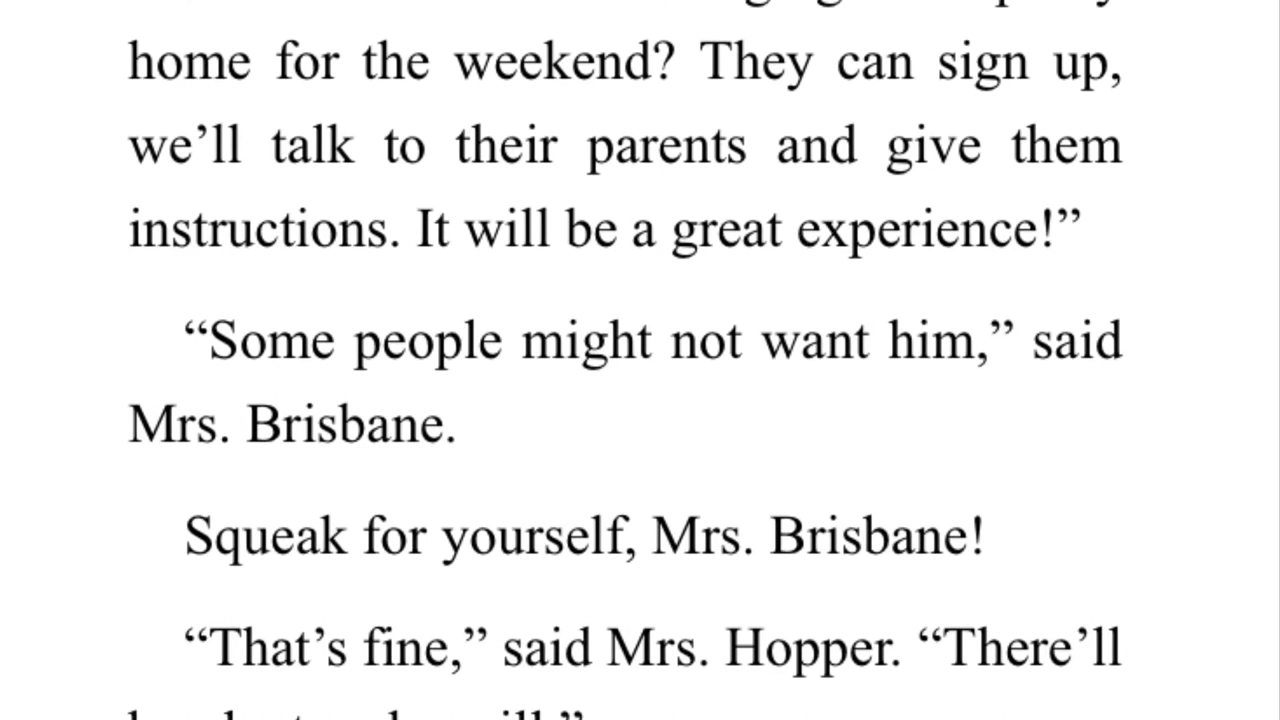 home for the weekend? They can sign up,
we’ll talk to their parents and give them
instructions. It will be a great experience!”
“Some people might not want him,” said
Mrs. Brisbane.
Squeak for yourself, Mrs. Brisbane!
“That’s fine,” said Mrs. Hopper. “There’ll